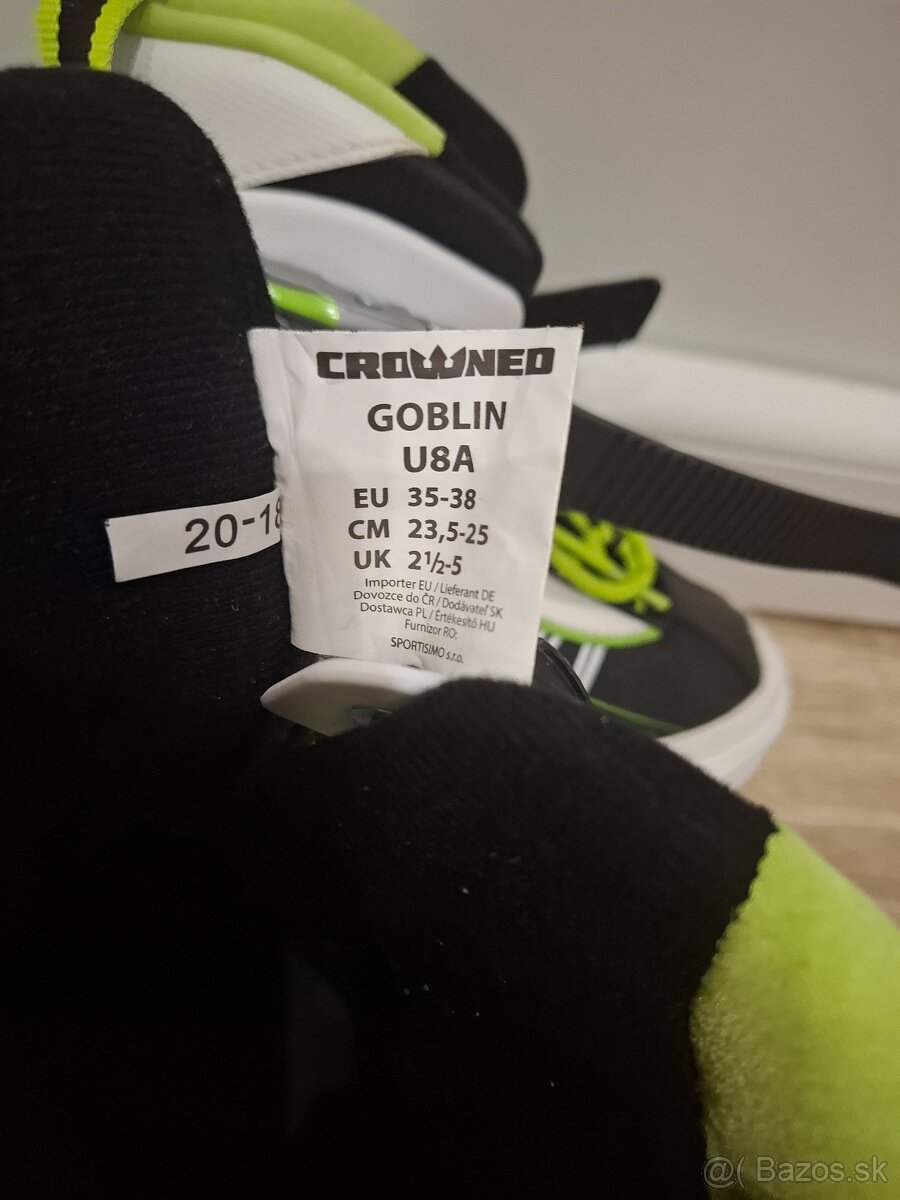 CROWNED
GOBLIN
U8A
EU 35-38
CM 23,5-25
UK 2½-5
Importer EU / Lieferant DE
Dovozce do ČR / Dodávateľ SK
Dostawca PL / Értékesítő HU
Furnizor RO:
SPORTISIMO s.r.o.
20-18
@( Bazos.sk